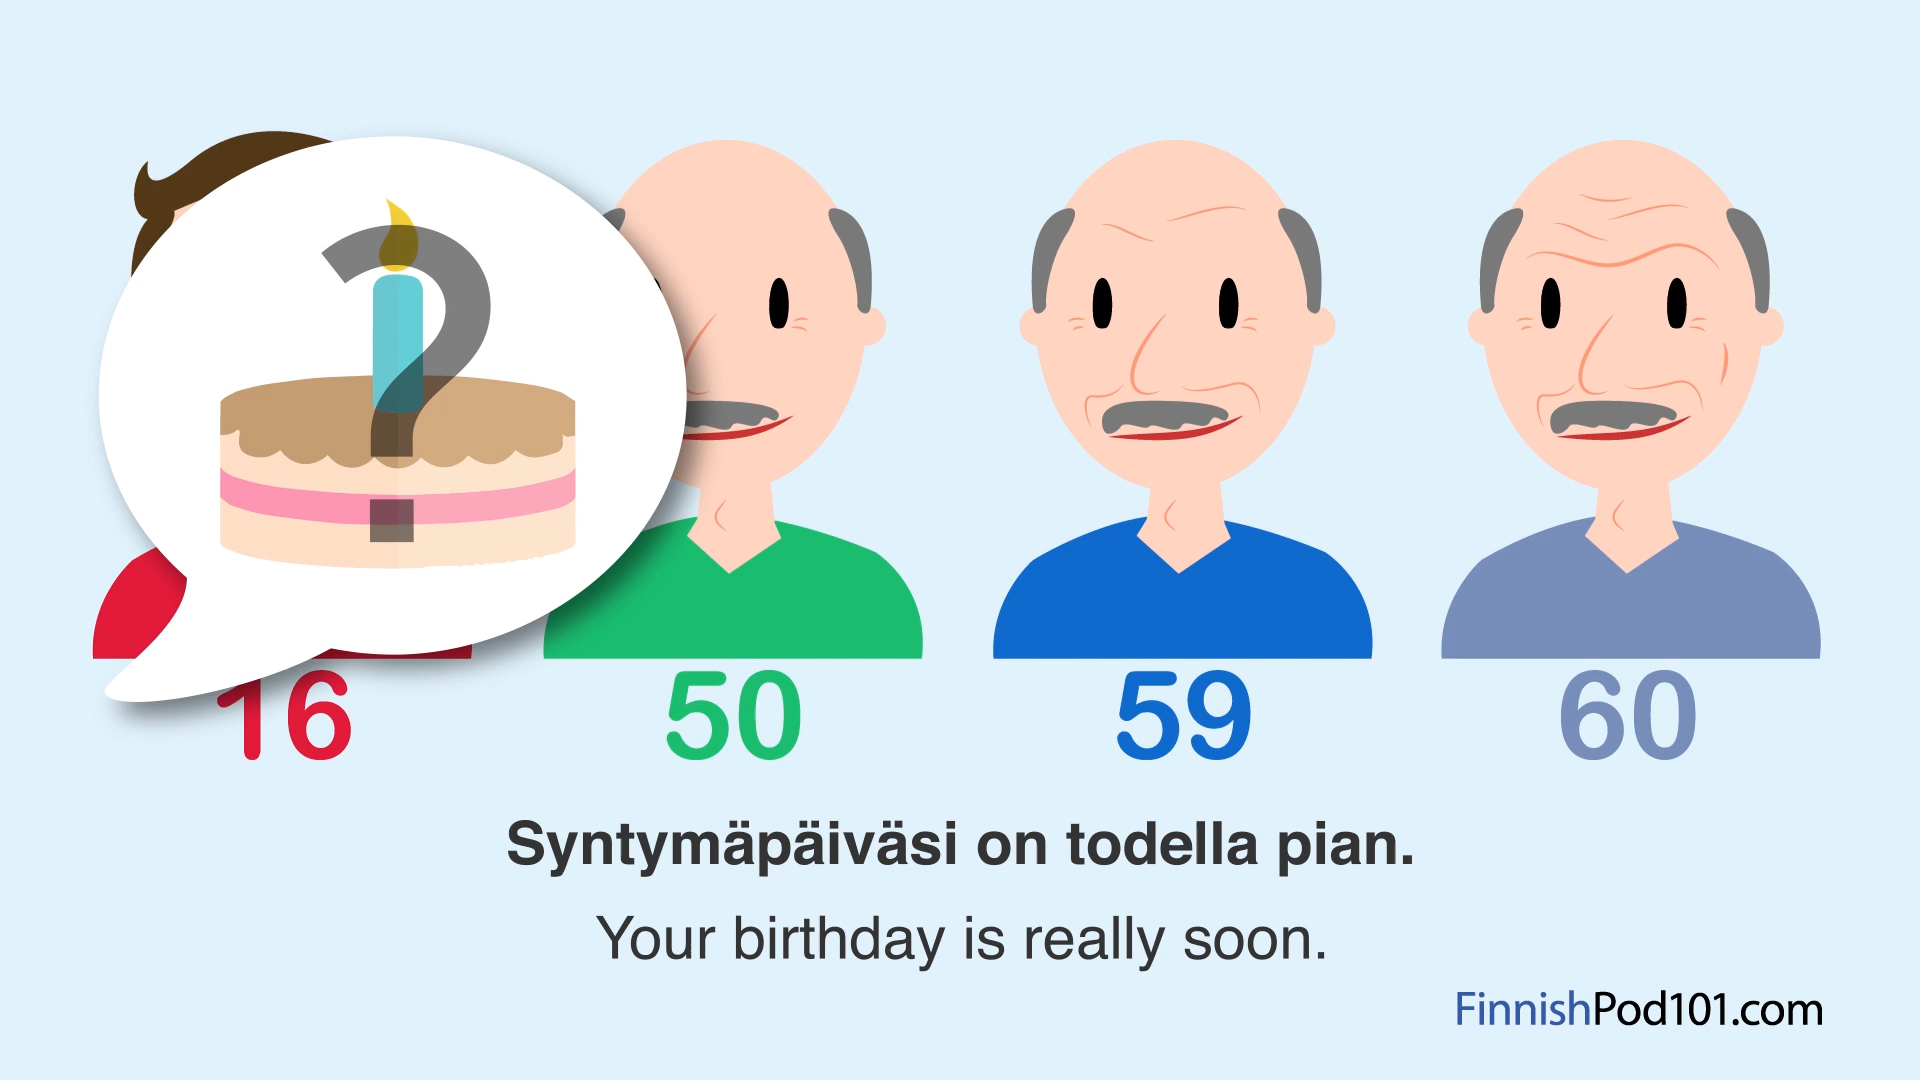 ?
16 50 59 60
Syntymäpäiväsi on todella pian.
Your birthday is really soon.
FinnishPod101.com